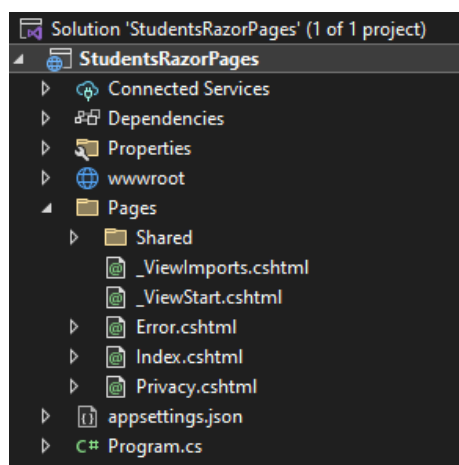 Solution 'StudentsRazorPages' (1 of 1 project)
StudentsRazorPages
Connected Services
Dependencies
Properties
wwwroot
Pages
Shared
_ViewImports.cshtml
_ViewStart.cshtml
Error.cshtml
Index.cshtml
Privacy.cshtml
appsettings.json
C# Program.cs